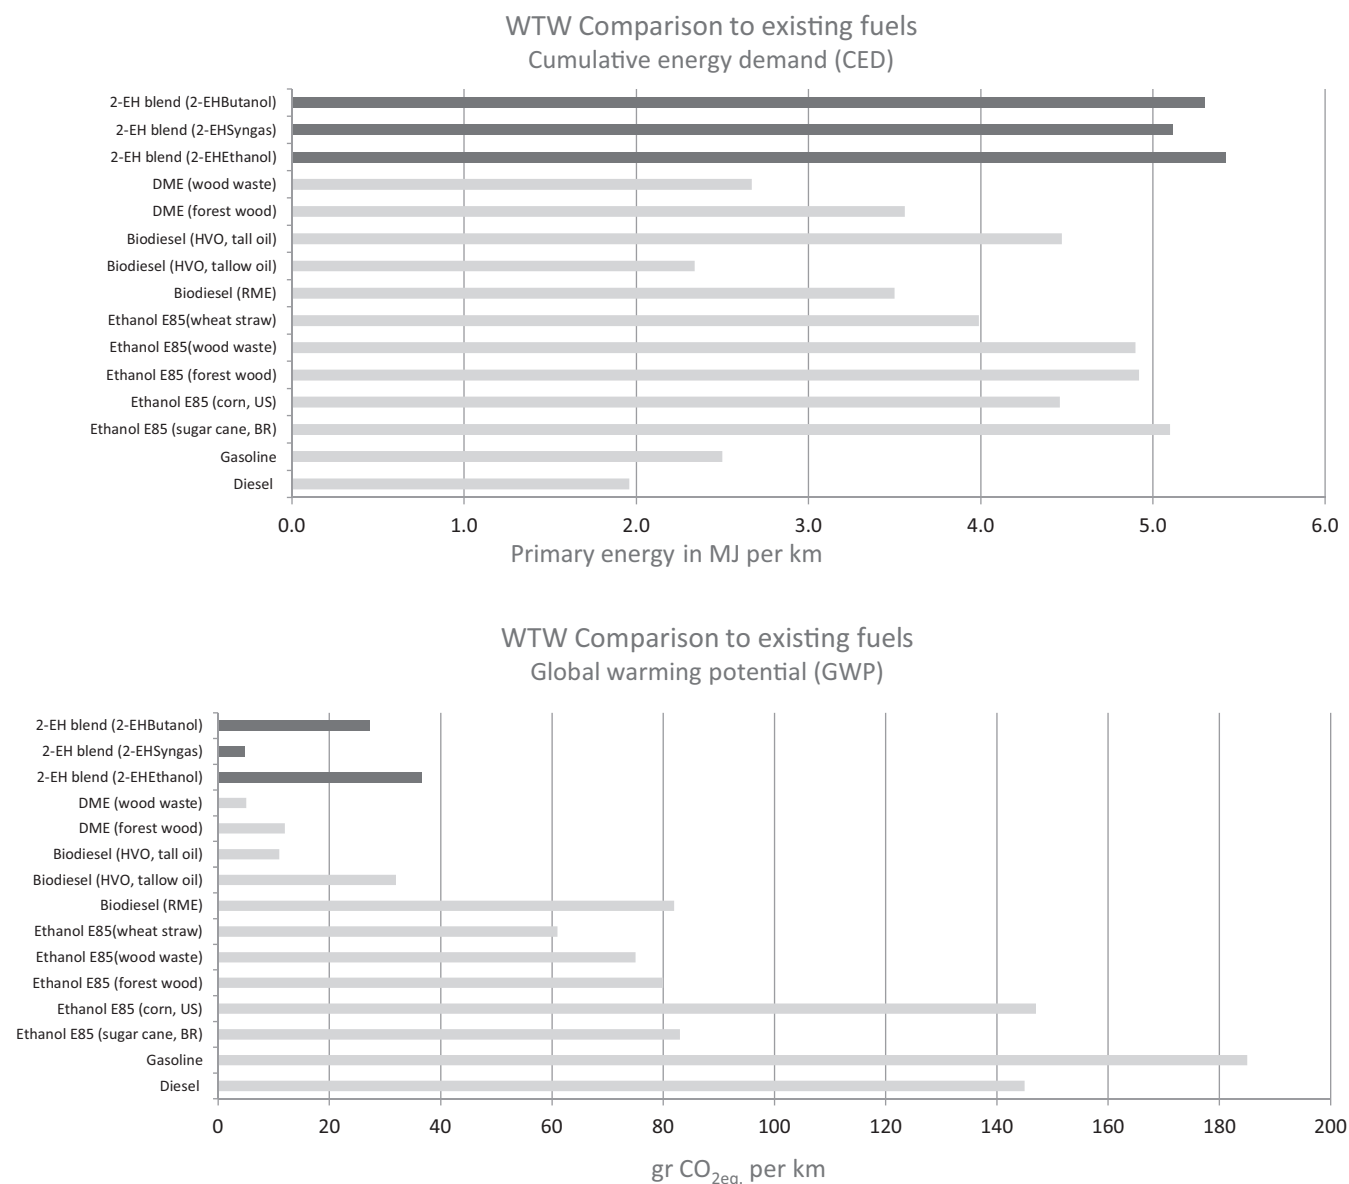 WTW Comparison to existing fuels
Cumulative energy demand (CED)
2-EH blend (2-EHButanol)
2-EH blend (2-EHSyngas)
2-EH blend (2-EHEthanol)
DME (wood waste)
DME (forest wood)
Biodiesel (HVO, tall oil)
Biodiesel (HVO, tallow oil)
Biodiesel (RME)
Ethanol E85(wheat straw)
Ethanol E85(wood waste)
Ethanol E85 (forest wood)
Ethanol E85 (corn, US)
Ethanol E85 (sugar cane, BR)
Gasoline
Diesel
0.0 1.0 2.0 3.0 4.0 5.0 6.0
Primary energy in MJ per km
WTW Comparison to existing fuels
Global warming potential (GWP)
2-EH blend (2-EHButanol)
2-EH blend (2-EHSyngas)
2-EH blend (2-EHEthanol)
DME (wood waste)
DME (forest wood)
Biodiesel (HVO, tall oil)
Biodiesel (HVO, tallow oil)
Biodiesel (RME)
Ethanol E85(wheat straw)
Ethanol E85(wood waste)
Ethanol E85 (forest wood)
Ethanol E85 (corn, US)
Ethanol E85 (sugar cane, BR)
Gasoline
Diesel
0 20 40 60 80 100 120 140 160 180 200
gr CO2eq. per km